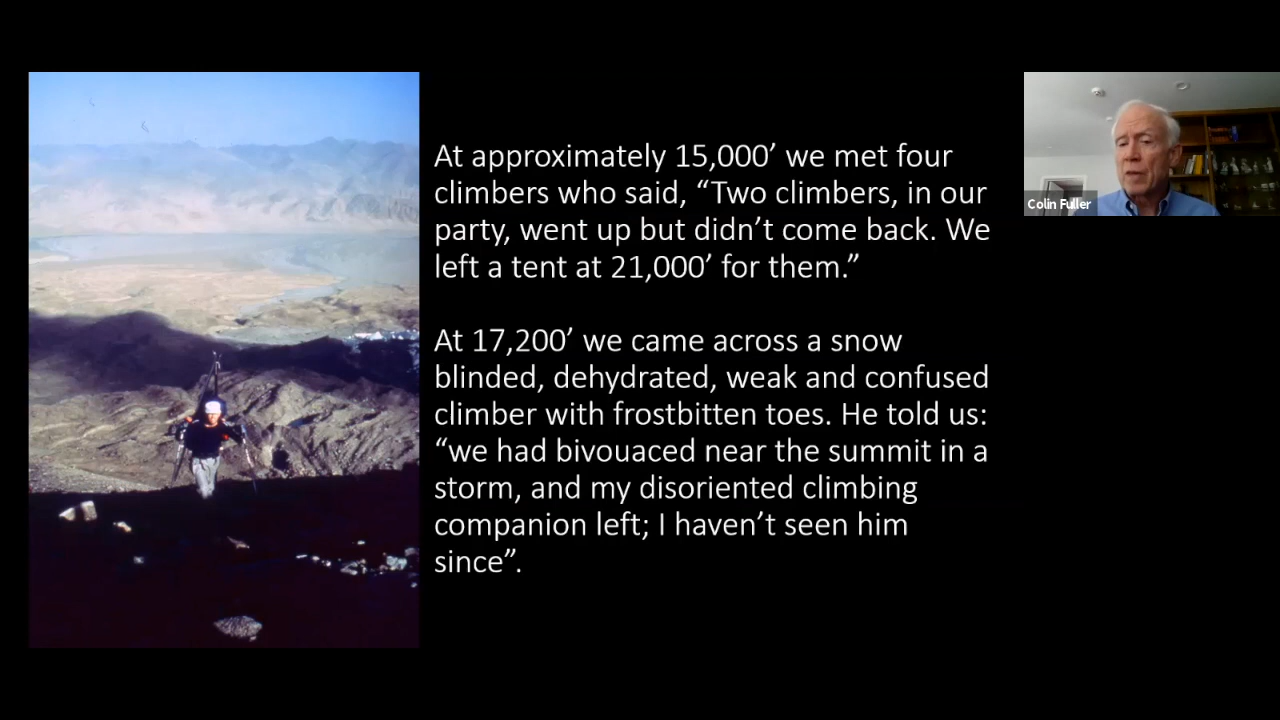 At approximately 15,000’ we met four
climbers who said, “Two climbers, in our
party, went up but didn’t come back. We
left a tent at 21,000’ for them.”
At 17,200’ we came across a snow
blinded, dehydrated, weak and confused
climber with frostbitten toes. He told us:
“we had bivouaced near the summit in a
storm, and my disoriented climbing
companion left; I haven’t seen him
since”.
Colin Fuller